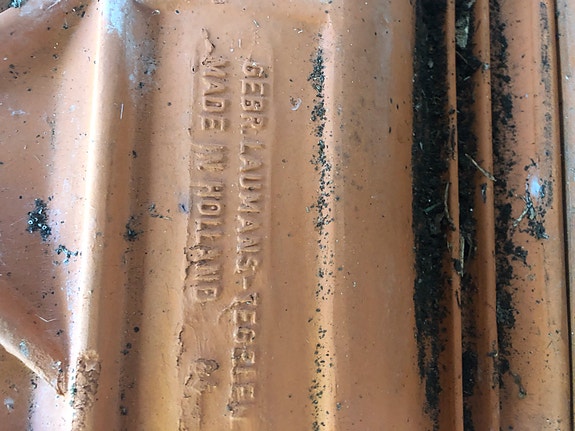 GEBR. LAUMANS - TEGELEN
MADE IN HOLLAND